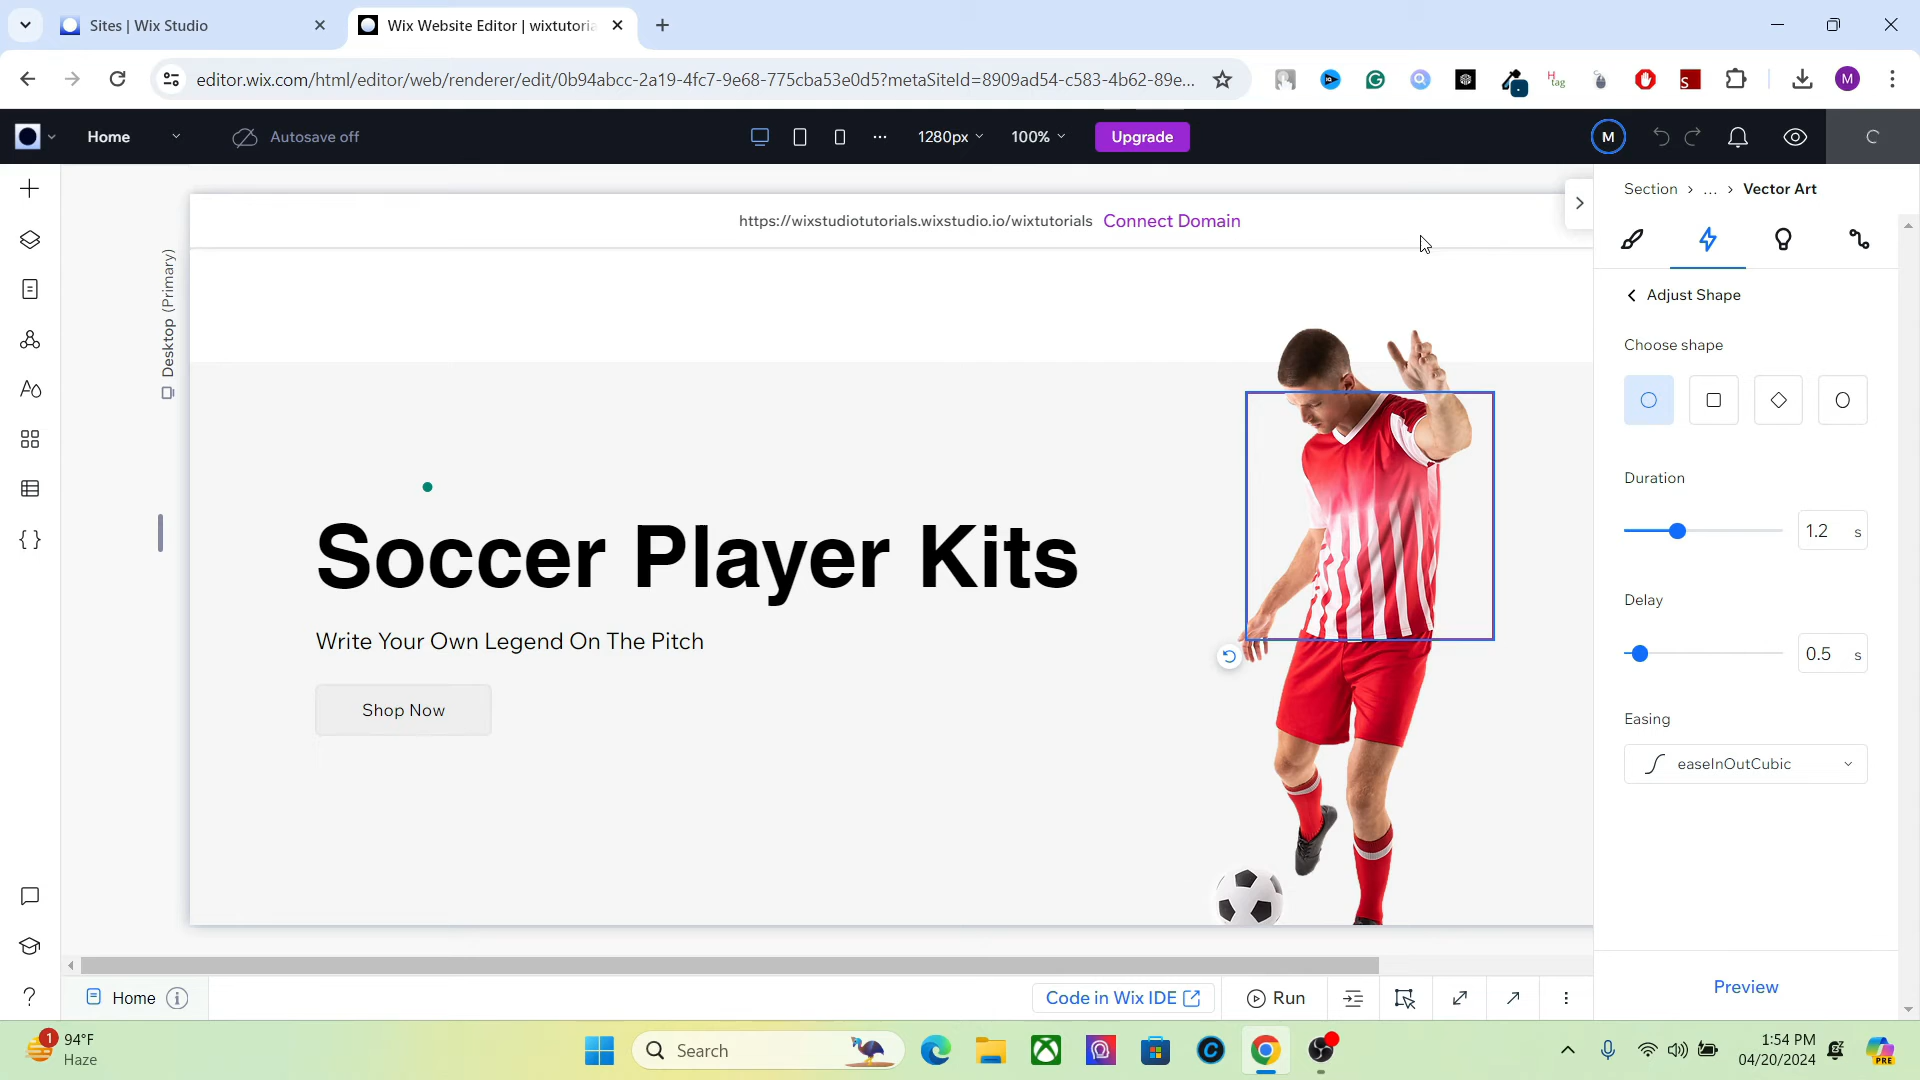 Sites | Wix Studio
Wix Website Editor | wixtutoria
editor.wix.com/html/editor/web/renderer/edit/0b94abcc-2a19-4fc7-9e68-775cba53e0d5?metaSiteId=8909ad54-c583-4b62-89e...
Hag
S
M
Home
Autosave off
1280px
100%
Upgrade
M
Section > ... > Vector Art
https://wixstudiotutorials.wixstudio.io/wixtutorials Connect Domain
Desktop (Primary)
Adjust Shape
Choose shape
Duration
1.2 s
Delay
0.5 s
Easing
easeInOutCubic
Preview
Soccer Player Kits
Write Your Own Legend On The Pitch
Shop Now
Home
Code in Wix IDE
Run
1
94°F
Haze
Search
1:54 PM
04/20/2024
PRE